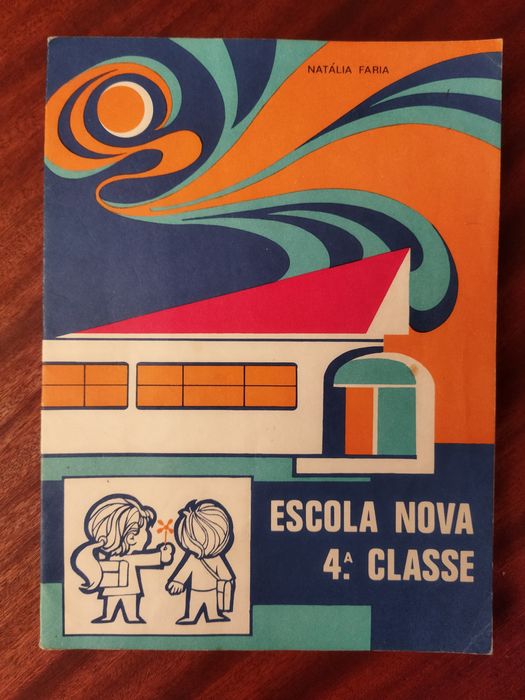 NATÁLIA FARIA
ESCOLA NOVA
4.ª CLASSE